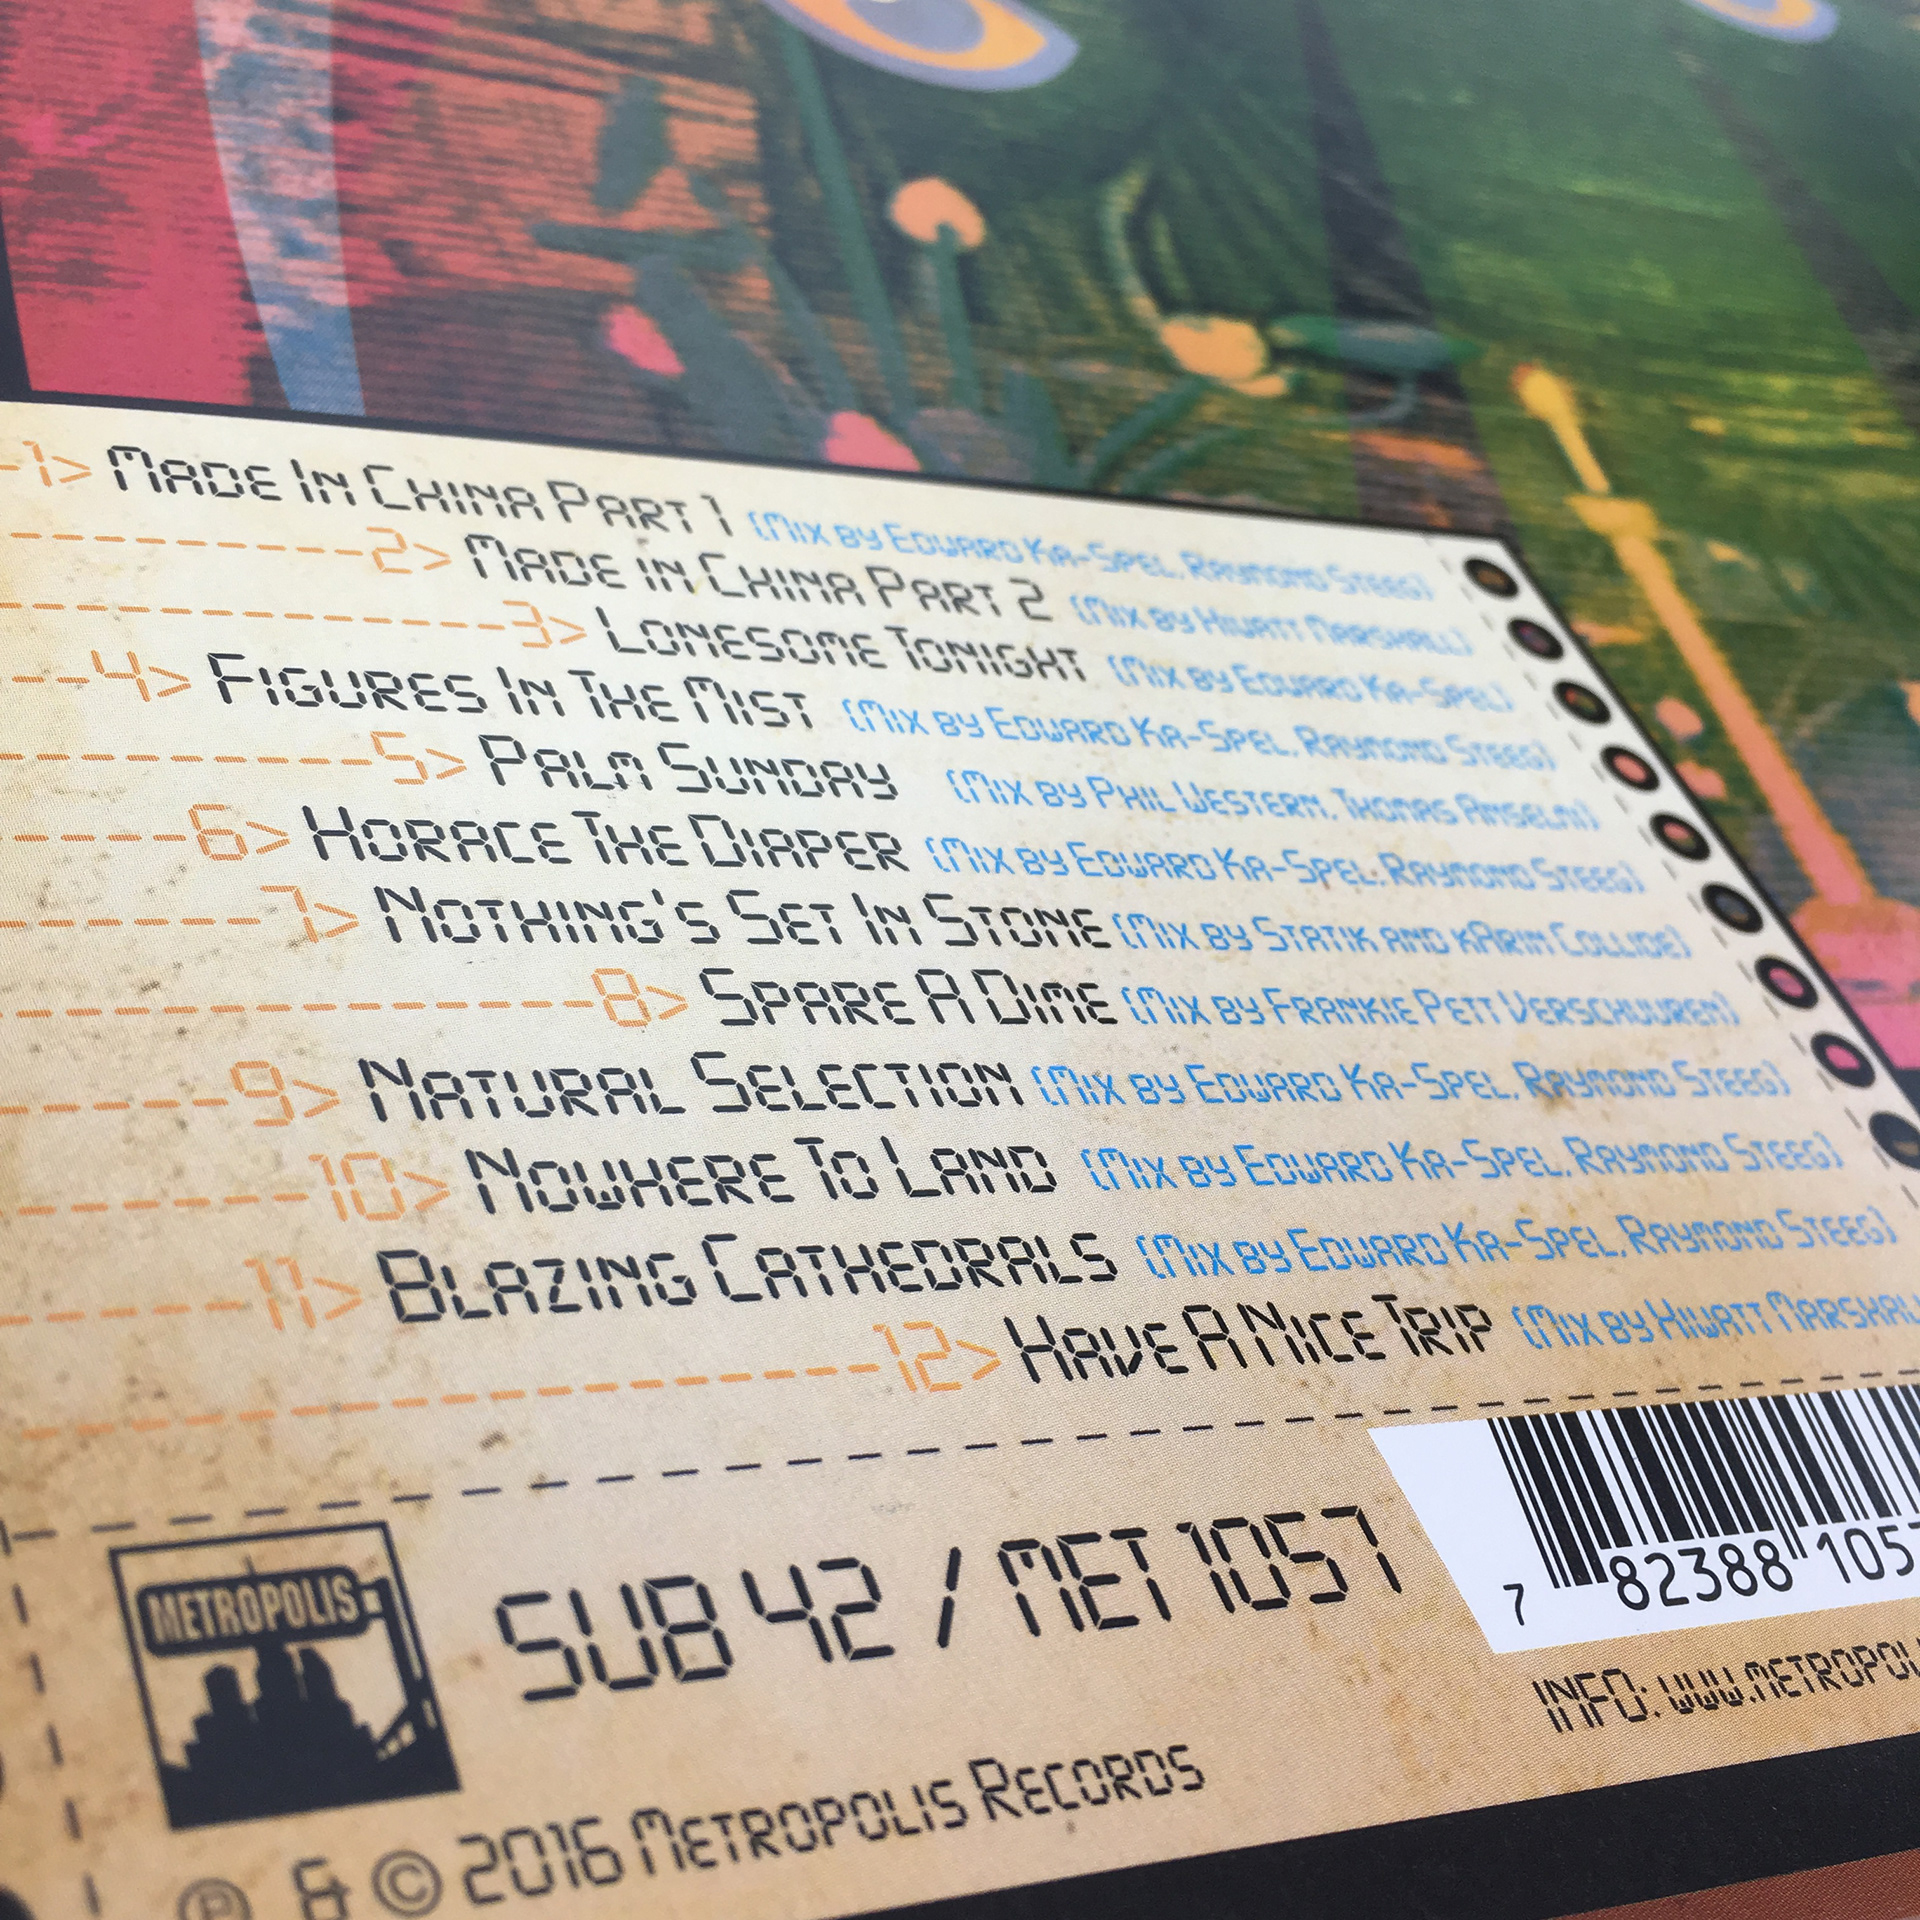 -1> Made In China Part 1 (Mix by Edward Ka-Spel, Raymond Steeg)
2> Made in China Part 2 (Mix by Hiwatt Marshall)
3> Lonesome Tonight (Mix by Edward Ka-Spel)
4> Figures In The Mist (Mix by Edward Ka-Spel, Raymond Steeg)
5> Palm Sunday (Mix by Phil Western, Thomas Anselmi)
6> Horace The Diaper (Mix by Edward Ka-Spel, Raymond Steeg)
7> Nothing's Set In Stone (Mix by Statik and kaRin Collide)
8> Spare A Dime (Mix by Frankie Pett Verschuuren)
9> Natural Selection (Mix by Edward Ka-Spel, Raymond Steeg)
10> Nowhere To Land (Mix by Edward Ka-Spel, Raymond Steeg)
11> Blazing Cathedrals (Mix by Edward Ka-Spel, Raymond Steeg)
12> Have A Nice Trip (Mix by Hiwatt Marshal
METROPOLIS
SUB 42 / MET 1057
7 82388 1057
INFO: WWW.METROPOL
℗ & © 2016 Metropolis Records